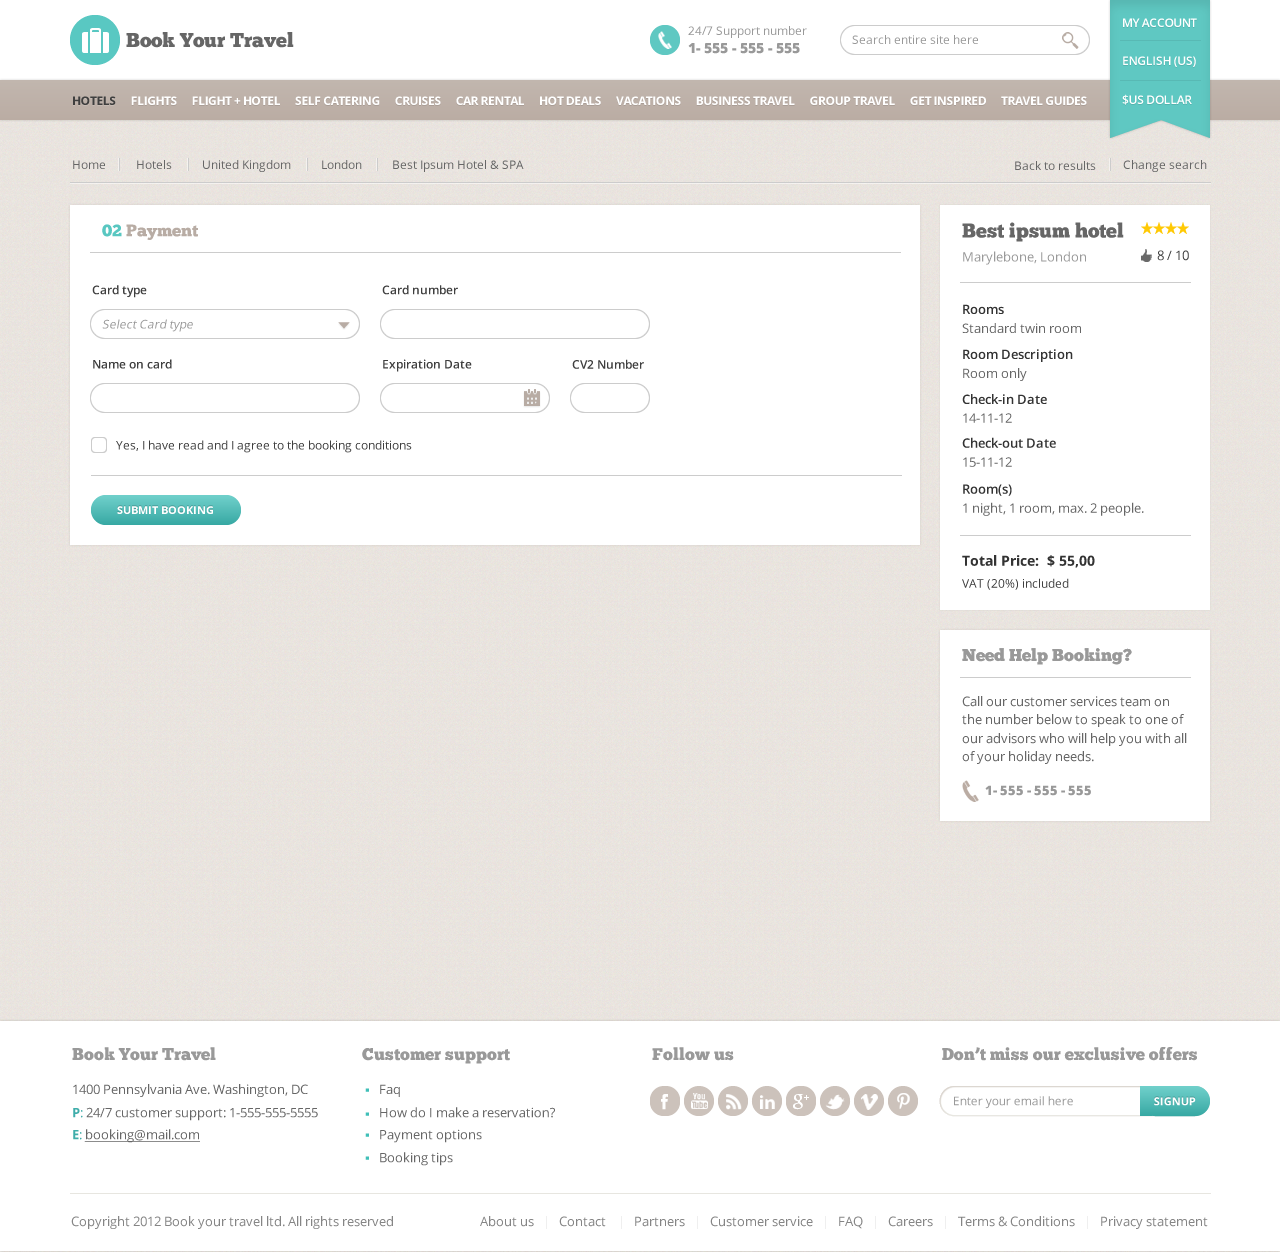 Book Your Travel
24/7 Support number
1- 555 - 555 - 555
Search entire site here
MY ACCOUNT
ENGLISH (US)
$US DOLLAR
HOTELS FLIGHTS FLIGHT + HOTEL SELF CATERING CRUISES CAR RENTAL HOT DEALS VACATIONS BUSINESS TRAVEL GROUP TRAVEL GET INSPIRED TRAVEL GUIDES
Home Hotels United Kingdom London Best Ipsum Hotel & SPA Back to results Change search
02 Payment
Card type Card number
Select Card type
Name on card Expiration Date CV2 Number
Yes, I have read and I agree to the booking conditions
SUBMIT BOOKING
Best ipsum hotel
Marylebone, London 8 / 10
Rooms
Standard twin room
Room Description
Room only
Check-in Date
14-11-12
Check-out Date
15-11-12
Room(s)
1 night, 1 room, max. 2 people.
Total Price: $ 55,00
VAT (20%) included
Need Help Booking?
Call our customer services team on
the number below to speak to one of
our advisors who will help you with all
of your holiday needs.
1- 555 - 555 - 555
Book Your Travel
1400 Pennsylvania Ave. Washington, DC
P: 24/7 customer support: 1-555-555-5555
E: booking@mail.com
Customer support
Faq
How do I make a reservation?
Payment options
Booking tips
Follow us
f You Tube in g+ V P
Don’t miss our exclusive offers
Enter your email here SIGNUP
Copyright 2012 Book your travel ltd. All rights reserved
About us Contact Partners Customer service FAQ Careers Terms & Conditions Privacy statement